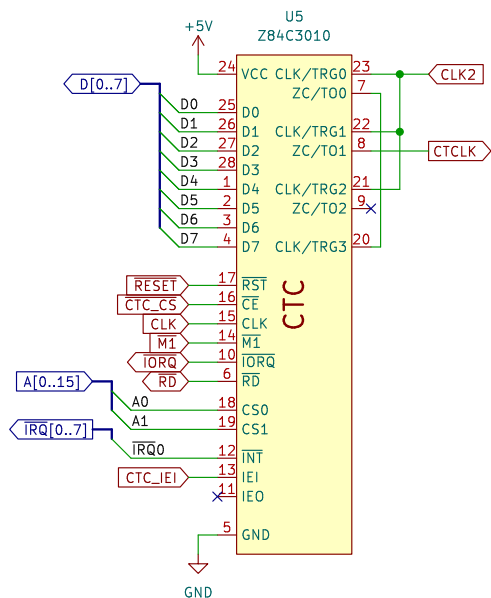 U5
Z84C3010
+5V
24 VCC CLK/TRG0 23 CLK2
ZC/TO0 7
D[0..7]
D0 25 D0
D1 26 D1 CLK/TRG1 22
D2 27 D2 ZC/TO1 8 CTCLK
D3 28 D3
D4 1 D4 CLK/TRG2 21
D5 2 D5 ZC/TO2 9
D6 3 D6
D7 4 D7 CLK/TRG3 20
RESET 17 RST
CTC_CS 16 CE
CLK 15 CLK
M1 14 M1
IORQ 10 IORQ
RD 6 RD
CTC
A[0..15]
A0 18 CS0
A1 19 CS1
IRQ[0..7]
IRQ0 12 INT
CTC_IEI 13 IEI
11 IEO
5 GND
GND